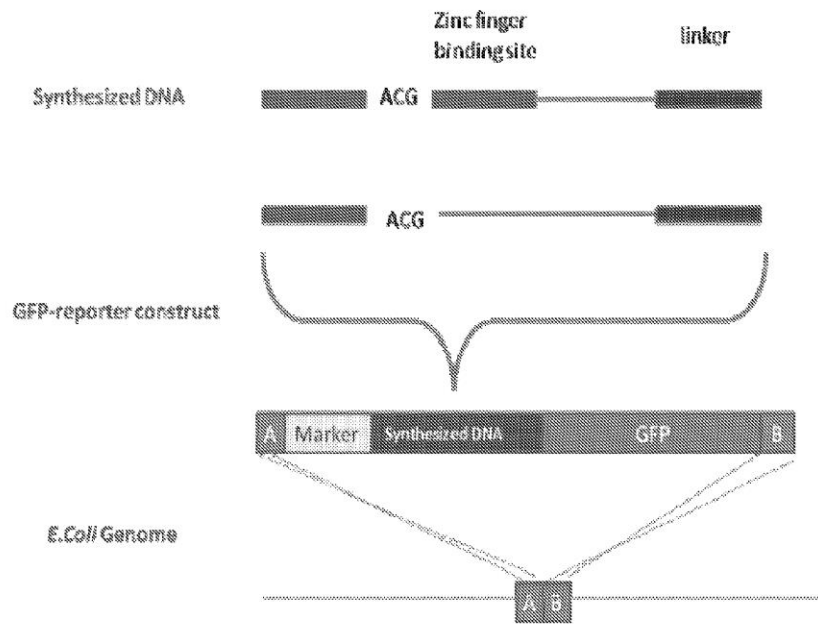 Zinc finger
binding site
linker
Synthesized DNA
ACG
ACG
GFP-reporter construct
A Marker Synthesized DNA GFP B
E.Coli Genome
A B